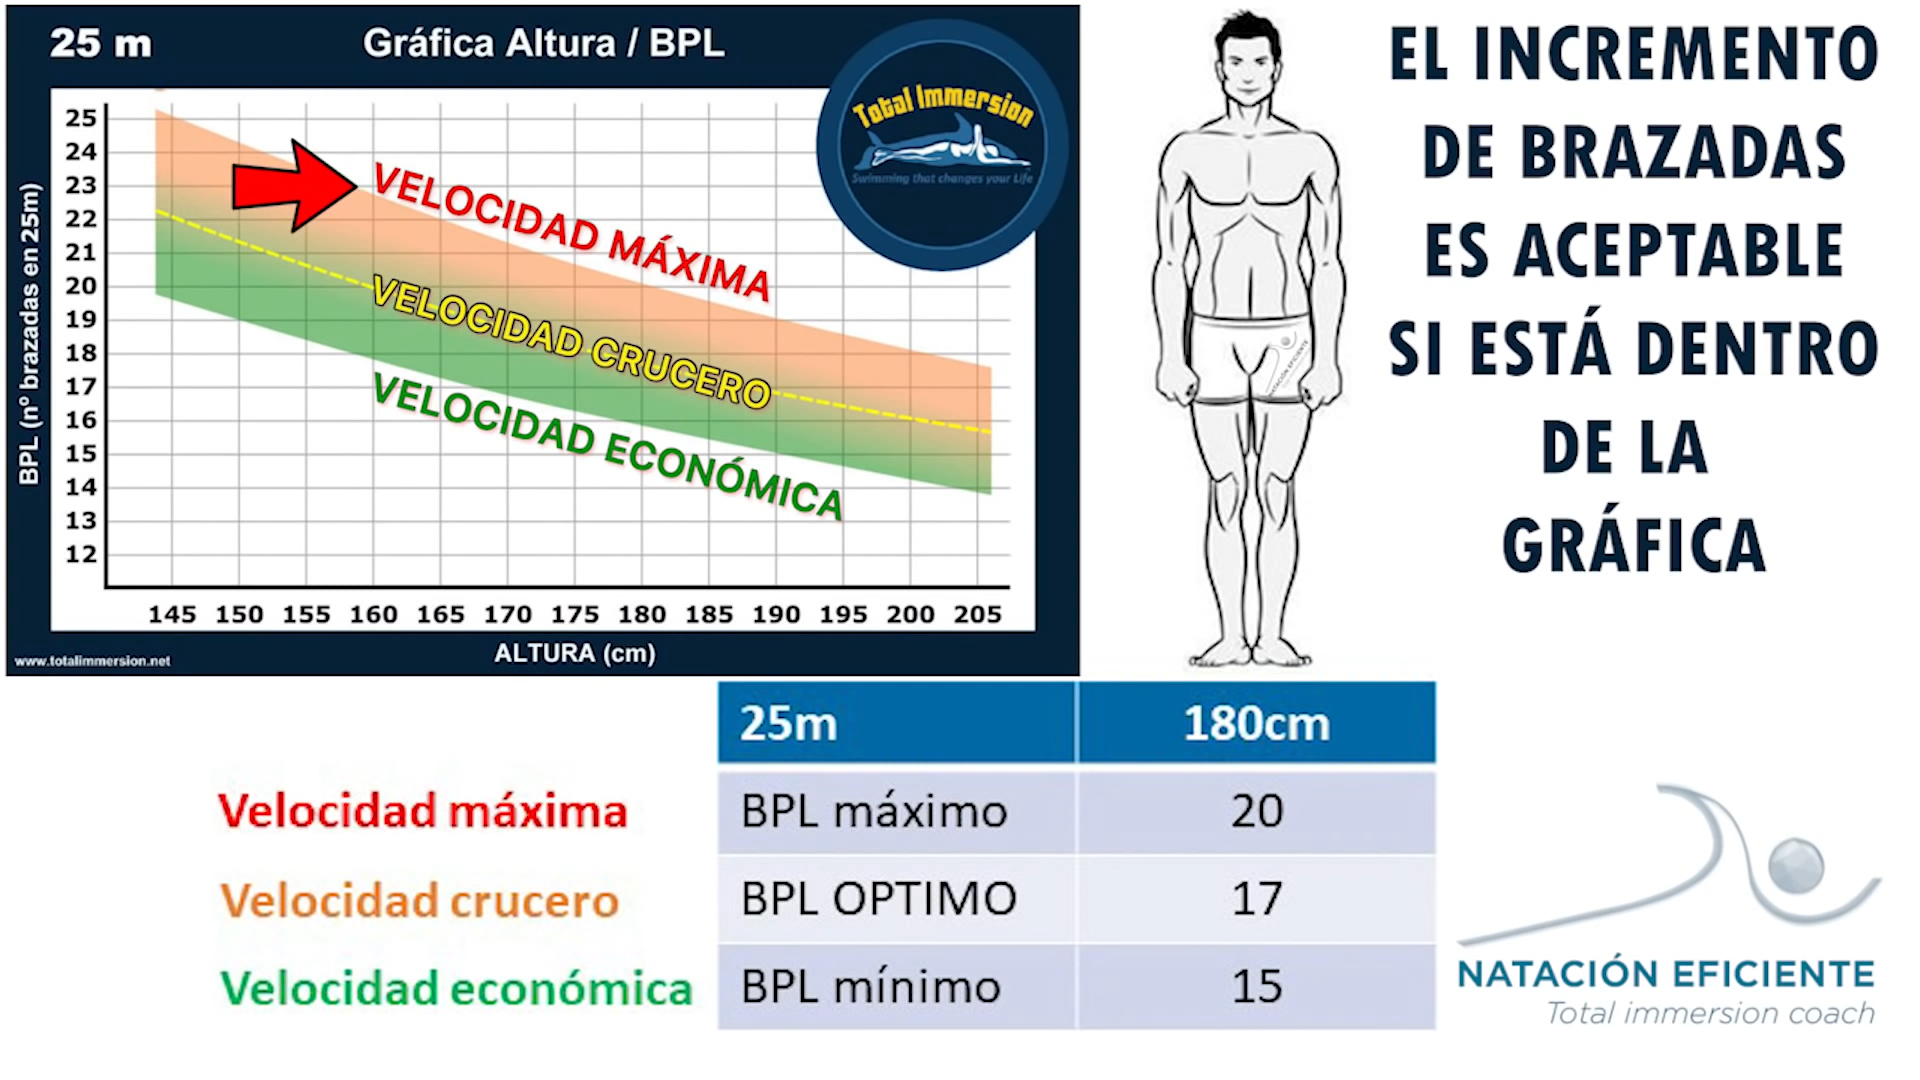 25 m
Gráfica Altura / BPL
Total Immersion
Swimming that changes your Life
BPL (nº brazadas en 25m)
25
24
23
22
21
20
19
18
17
16
15
14
13
12
VELOCIDAD MÁXIMA
VELOCIDAD CRUCERO
VELOCIDAD ECONÓMICA
145 150 155 160 165 170 175 180 185 190 195 200 205
ALTURA (cm)
www.totalimmersion.net
EL INCREMENTO
DE BRAZADAS
ES ACEPTABLE
SI ESTÁ DENTRO
DE LA
GRÁFICA
NATACIÓN EFICIENTE
25m 180cm
Velocidad máxima BPL máximo 20
Velocidad crucero BPL OPTIMO 17
Velocidad económica BPL mínimo 15
NATACIÓN EFICIENTE
Total immersion coach